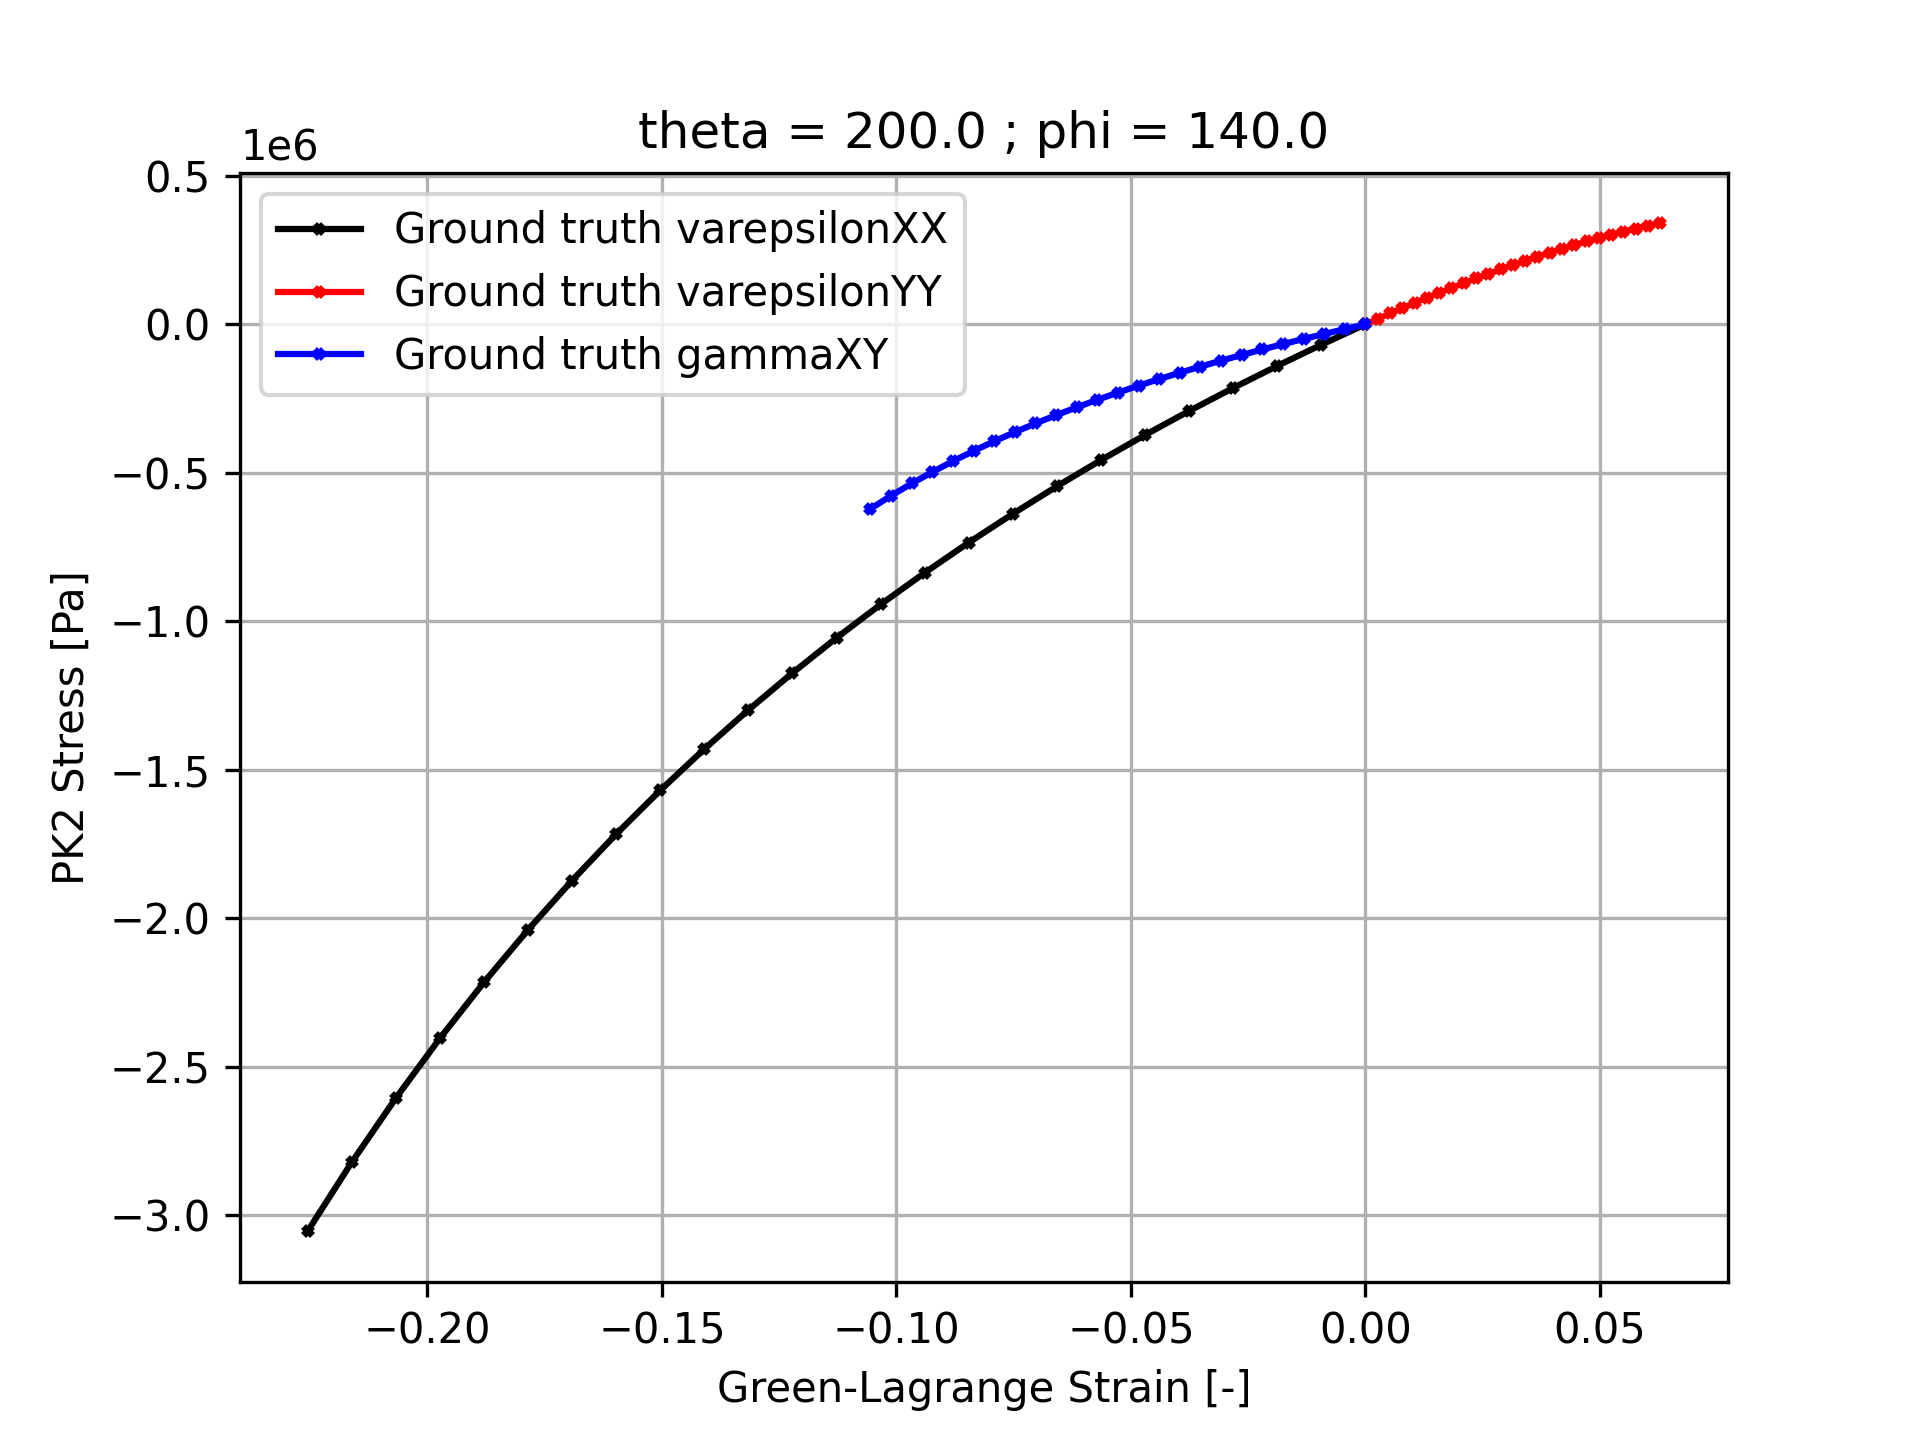 theta = 200.0 ; phi = 140.0
1e6
0.5
0.0
−0.5
−1.0
−1.5
−2.0
−2.5
−3.0
PK2 Stress [Pa]
Ground truth varepsilonXX
Ground truth varepsilonYY
Ground truth gammaXY
−0.20 −0.15 −0.10 −0.05 0.00 0.05
Green-Lagrange Strain [-]